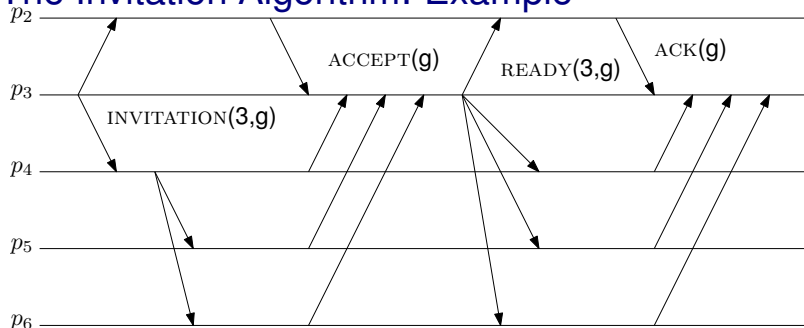 The Invitation Algorithm: Example
p2
ACCEPT(g)
READY(3,g)
ACK(g)
p3
INVITATION(3,g)
p4
p5
p6